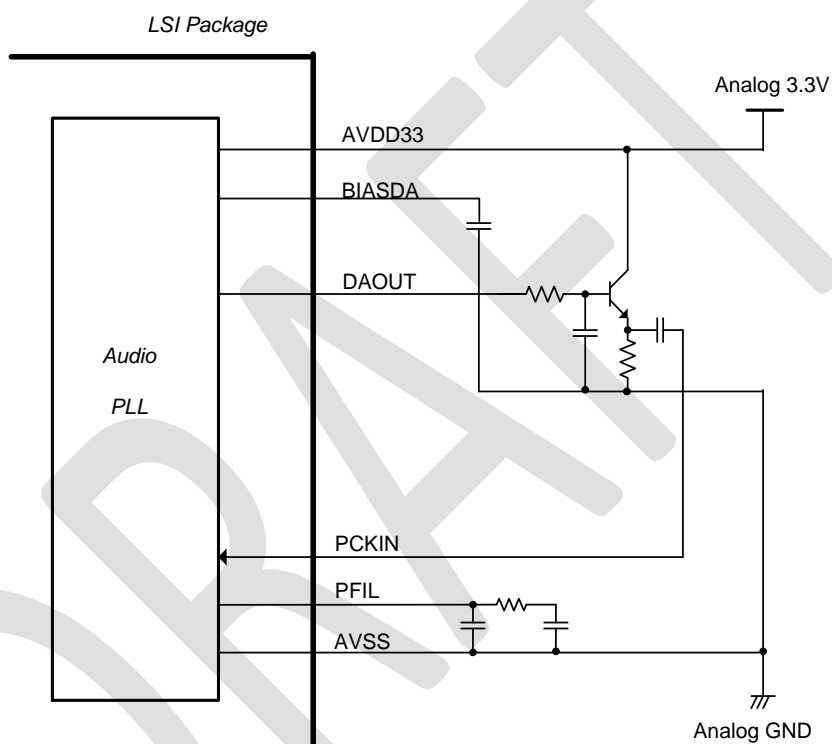 LSI Package
Analog 3.3V
AVDD33
BIASDA
DAOUT
Audio
PLL
PCKIN
PFIL
AVSS
Analog GND
DRAFT